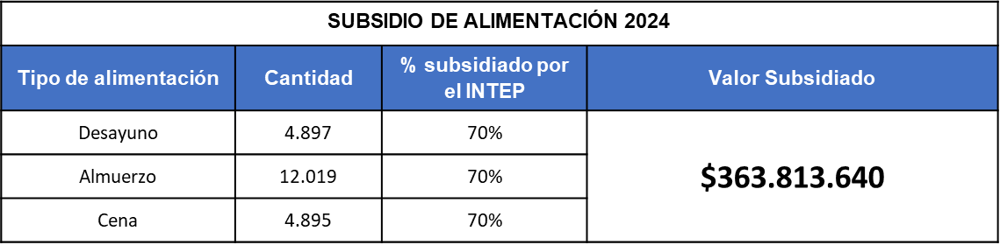 SUBSIDIO DE ALIMENTACIÓN 2024
Tipo de alimentación Cantidad % subsidiado por el INTEP Valor Subsidiado
Desayuno 4.897 70%
Almuerzo 12.019 70% $363.813.640
Cena 4.895 70%